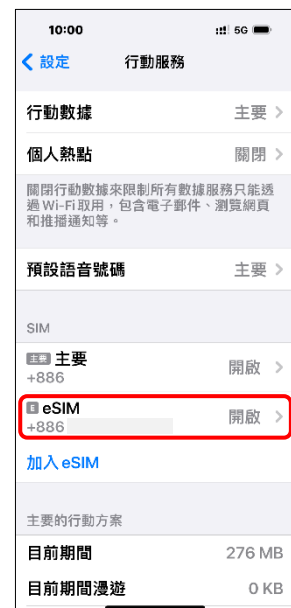 10:00 5G
設定 行動服務
行動數據 主要
個人熱點 關閉
關閉行動數據來限制所有數據服務只能透
過 Wi-Fi 取用，包含電子郵件、瀏覽網頁
和推播通知等。
預設語音號碼 主要
SIM
主要 主要
+886 開啟
E eSIM
+886 開啟
加入 eSIM
主要的行動方案
目前期間 276 MB
目前期間漫遊 0 KB